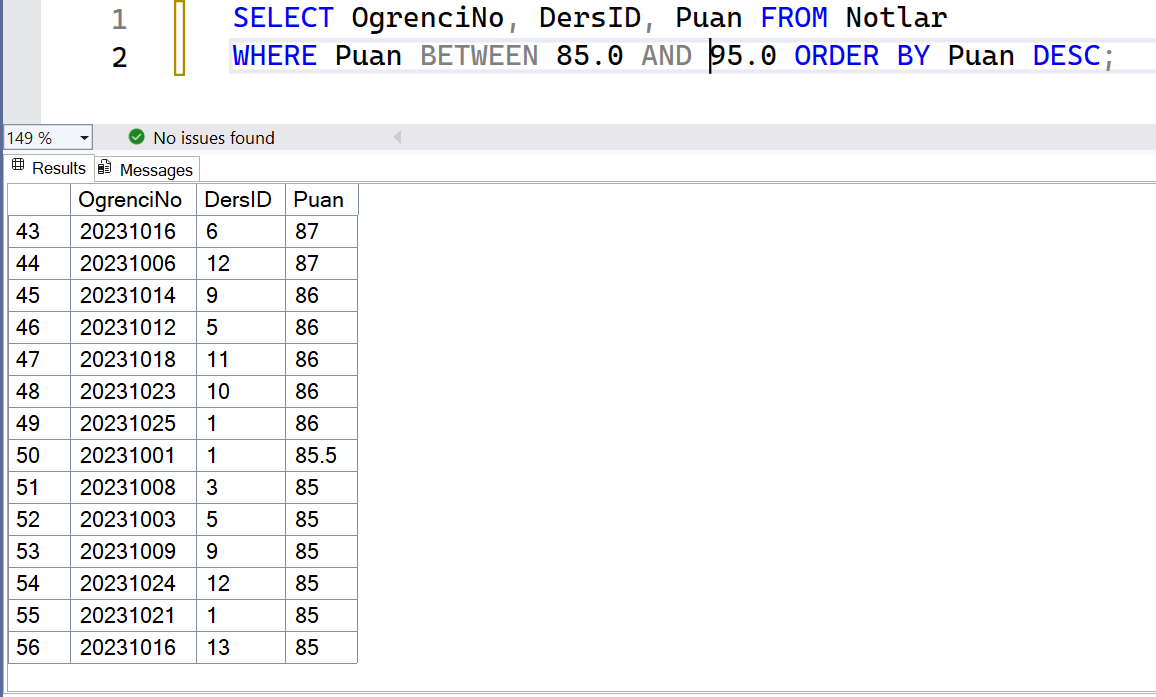 1 SELECT OgrenciNo, DersID, Puan FROM Notlar
2 WHERE Puan BETWEEN 85.0 AND 95.0 ORDER BY Puan DESC;
149 % No issues found
Results Messages
OgrenciNo DersID Puan
43 20231016 6 87
44 20231006 12 87
45 20231014 9 86
46 20231012 5 86
47 20231018 11 86
48 20231023 10 86
49 20231025 1 86
50 20231001 1 85.5
51 20231008 3 85
52 20231003 5 85
53 20231009 9 85
54 20231024 12 85
55 20231021 1 85
56 20231016 13 85